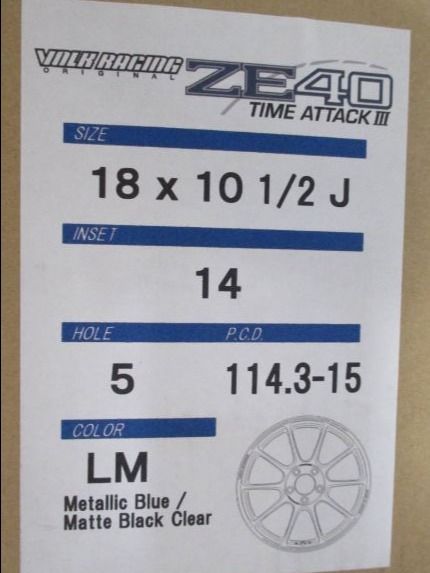 VOLK RACING
ORIGINAL
ZE40
TIME ATTACK III
SIZE
18 x 10 1/2 J
INSET
14
HOLE P.C.D.
5 114.3-15
COLOR
LM
Metallic Blue /
Matte Black Clear